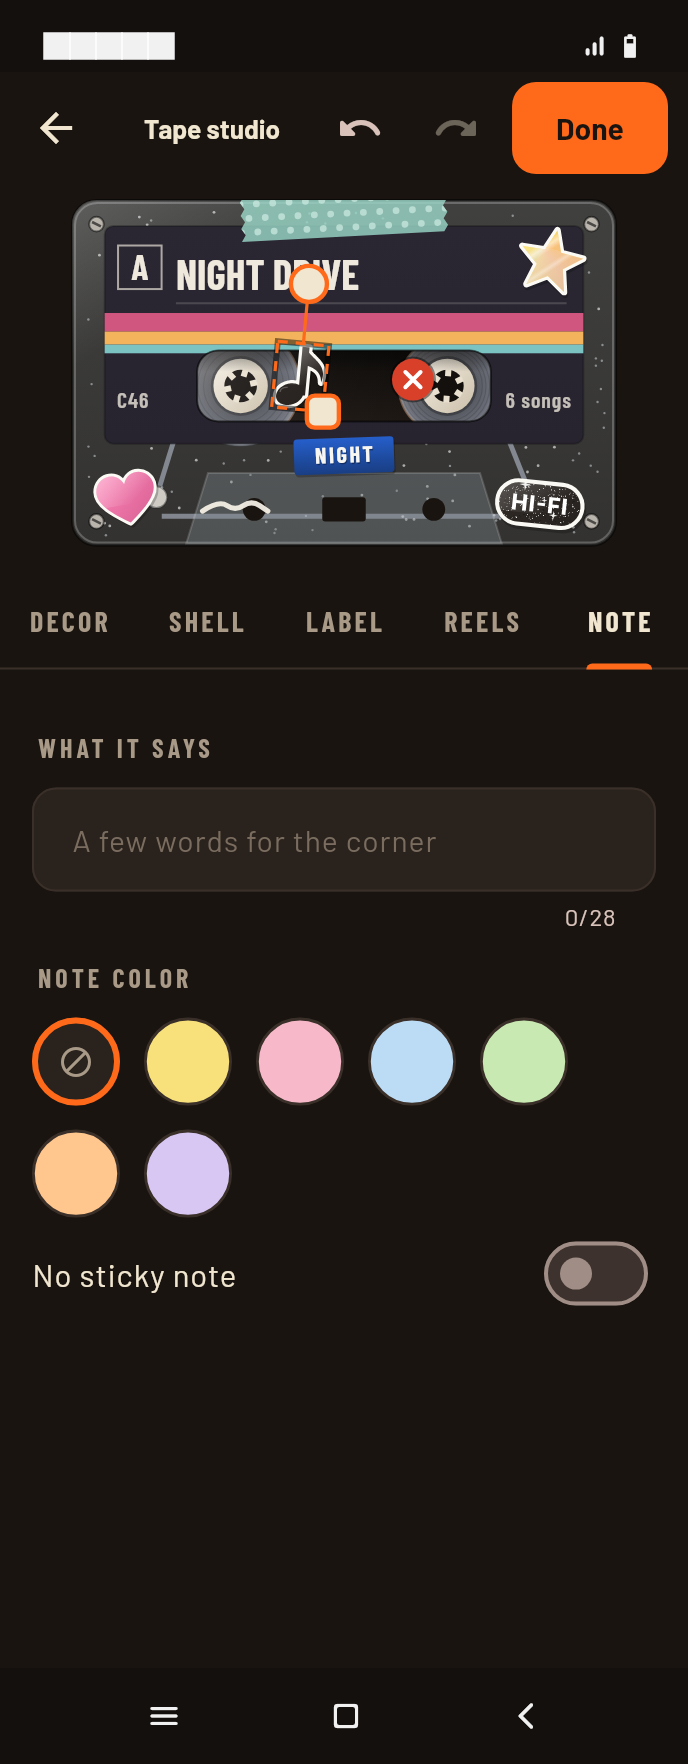 Tape studio
Done
A
NIGHT DRIVE
C46
6 songs
NIGHT
HI-FI
DECOR
SHELL
LABEL
REELS
NOTE
WHAT IT SAYS
A few words for the corner
0/28
NOTE COLOR
No sticky note